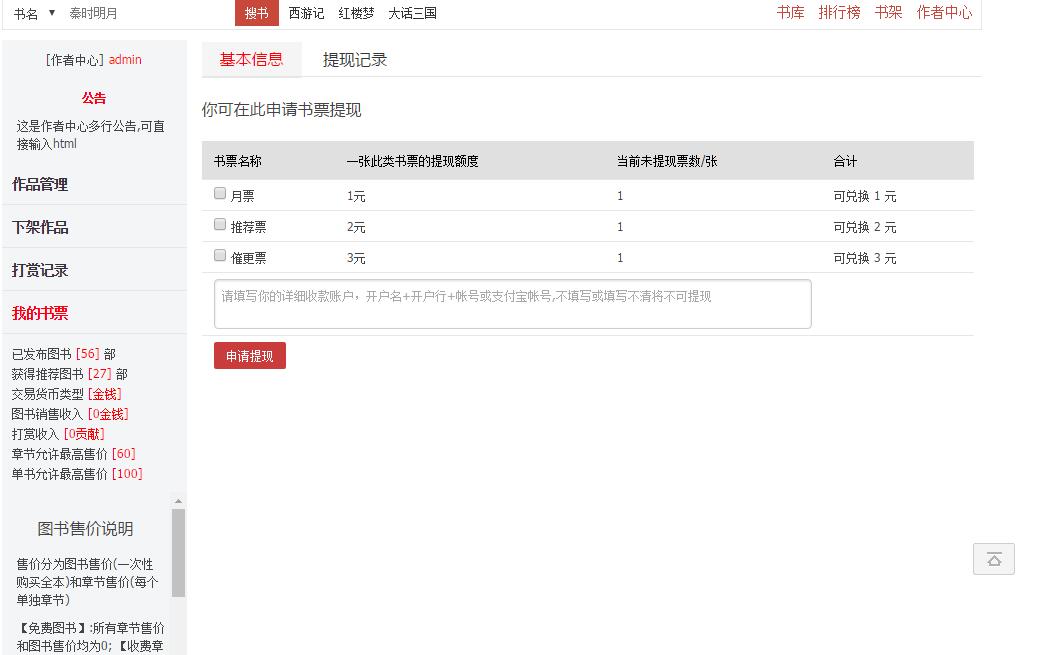 书名 ▼ 秦时明月 搜书 西游记 红楼梦 大话三国 书库 排行榜 书架 作者中心
[作者中心] admin
公告
这是作者中心多行公告,可直
接输入html
作品管理
下架作品
打赏记录
我的书票
已发布图书 [56] 部
获得推荐图书 [27] 部
交易货币类型 [金钱]
图书销售收入 [0金钱]
打赏收入 [0贡献]
章节允许最高售价 [60]
单书允许最高售价 [100]
图书售价说明
售价分为图书售价(一次性
购买全本)和章节售价(每个
单独章节)
【免费图书】:所有章节售价
和图书售价均为0;【收费章
基本信息 提现记录
你可在此申请书票提现
书票名称 一张此类书票的提现额度 当前未提现票数/张 合计
月票 1元 1 可兑换 1 元
推荐票 2元 1 可兑换 2 元
催更票 3元 1 可兑换 3 元
请填写你的详细收款账户，开户名+开户行+帐号或支付宝帐号,不填写或填写不清将不可提现
申请提现